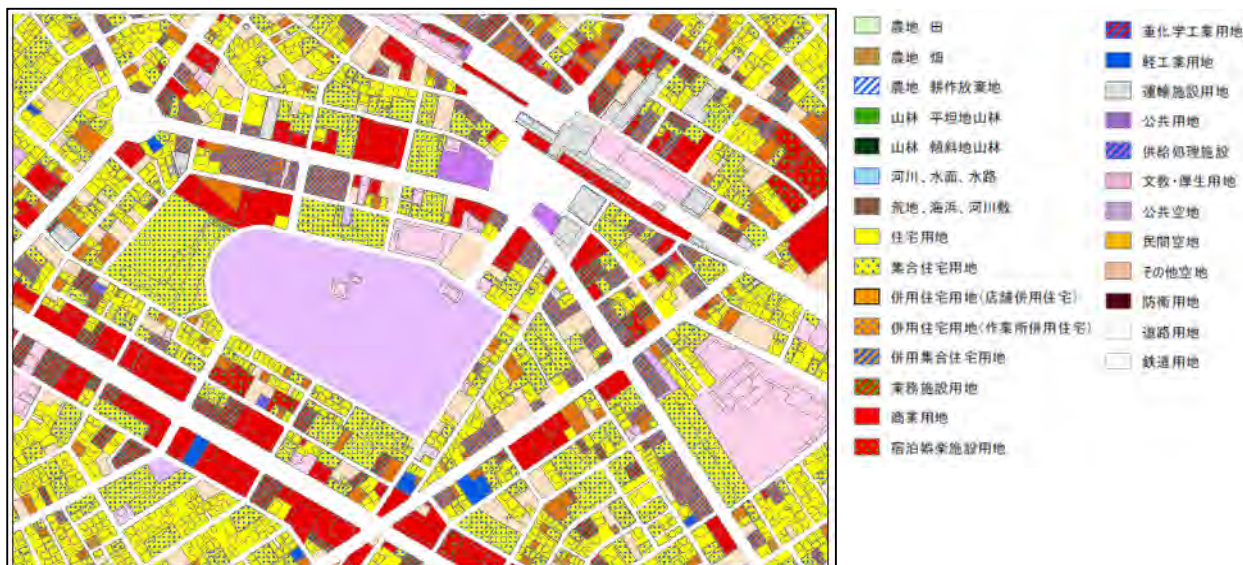 農地 田
農地 畑
農地 耕作放棄地
山林 平坦地山林
山林 傾斜地山林
河川、水面、水路
荒地、海浜、河川敷
住宅用地
集合住宅用地
併用住宅用地(店舗併用住宅)
併用住宅用地(作業所併用住宅)
併用集合住宅用地
業務施設用地
商業用地
宿泊娯楽施設用地
重化学工業用地
軽工業用地
運輸施設用地
公共用地
供給処理施設
文教・厚生用地
公共空地
民間空地
その他空地
防衛用地
道路用地
鉄道用地